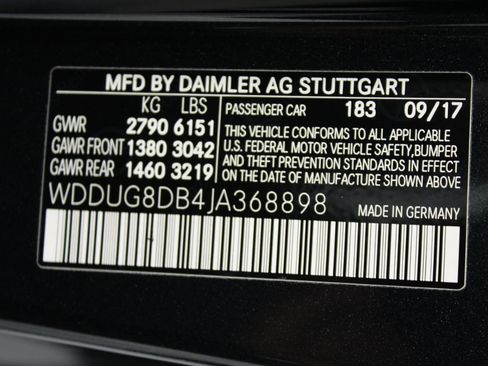 MFD BY DAIMLER AG STUTTGART
KG LBS PASSENGER CAR 183 09/17
GVWR 2790 6151 THIS VEHICLE CONFORMS TO ALL APPLICABLE
GAWR FRONT 1380 3042 U.S. FEDERAL MOTOR VEHICLE SAFETY,BUMPER
GAWR REAR 1460 3219 AND THEFT PREVENTION STANDARDS IN EFFECT
ON THE DATE OF MANUFACTURE SHOWN ABOVE.
WDDUG8DB4JA368898 MADE IN GERMANY